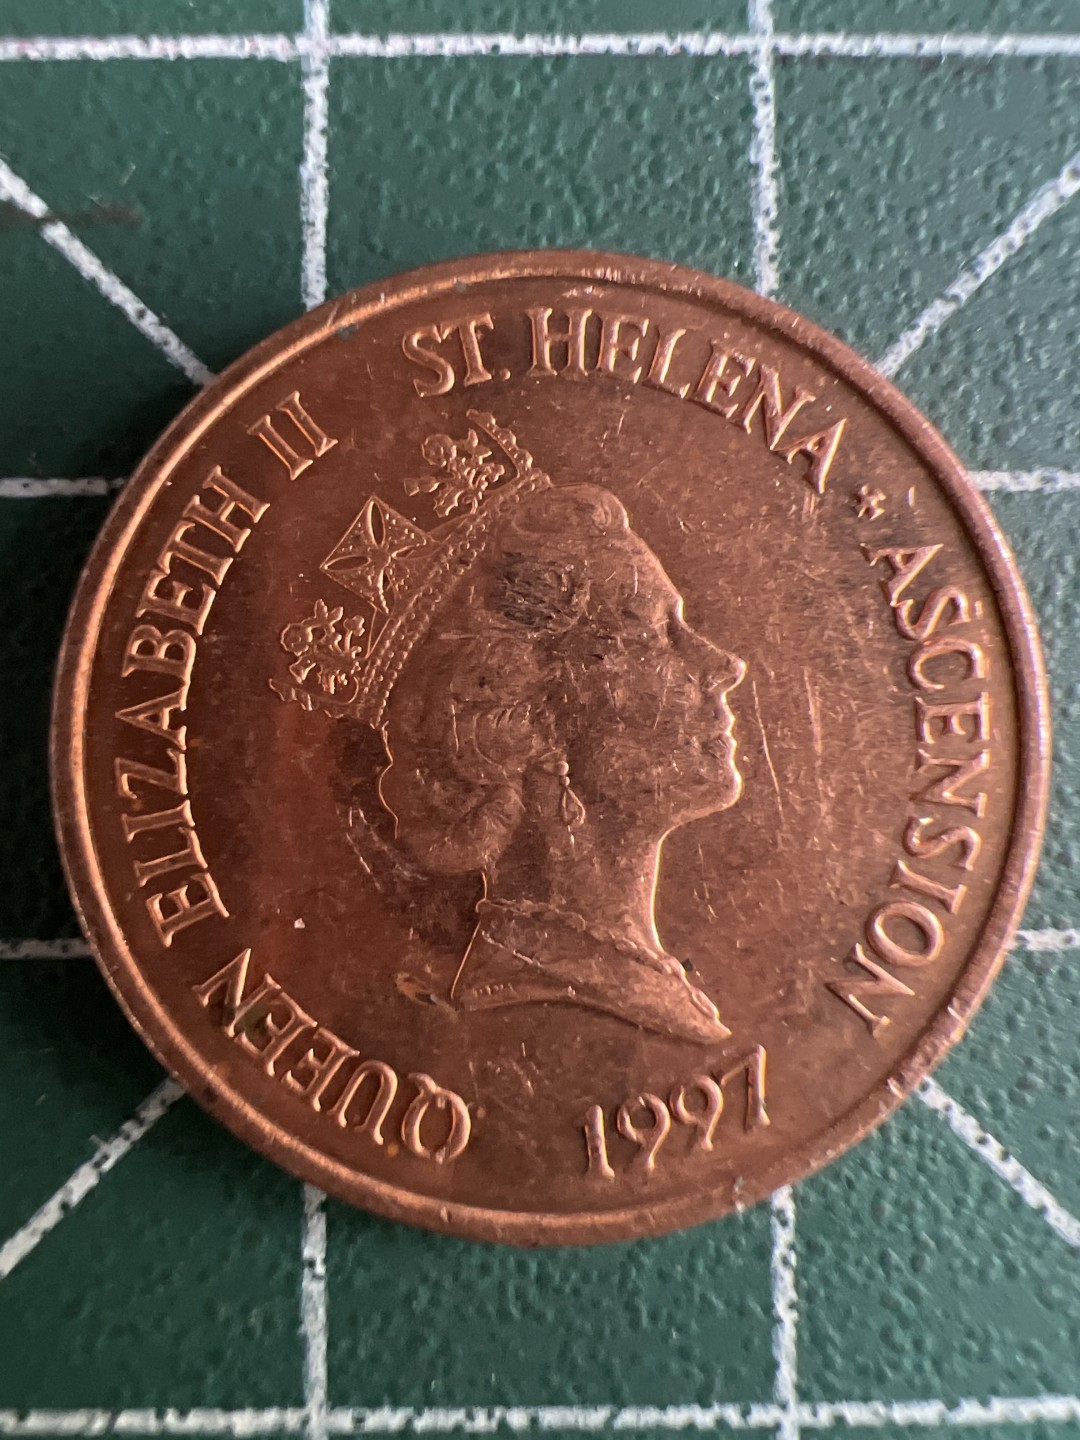 QUEEN ELIZABETH II
ST. HELENA * ASCENSION
1997